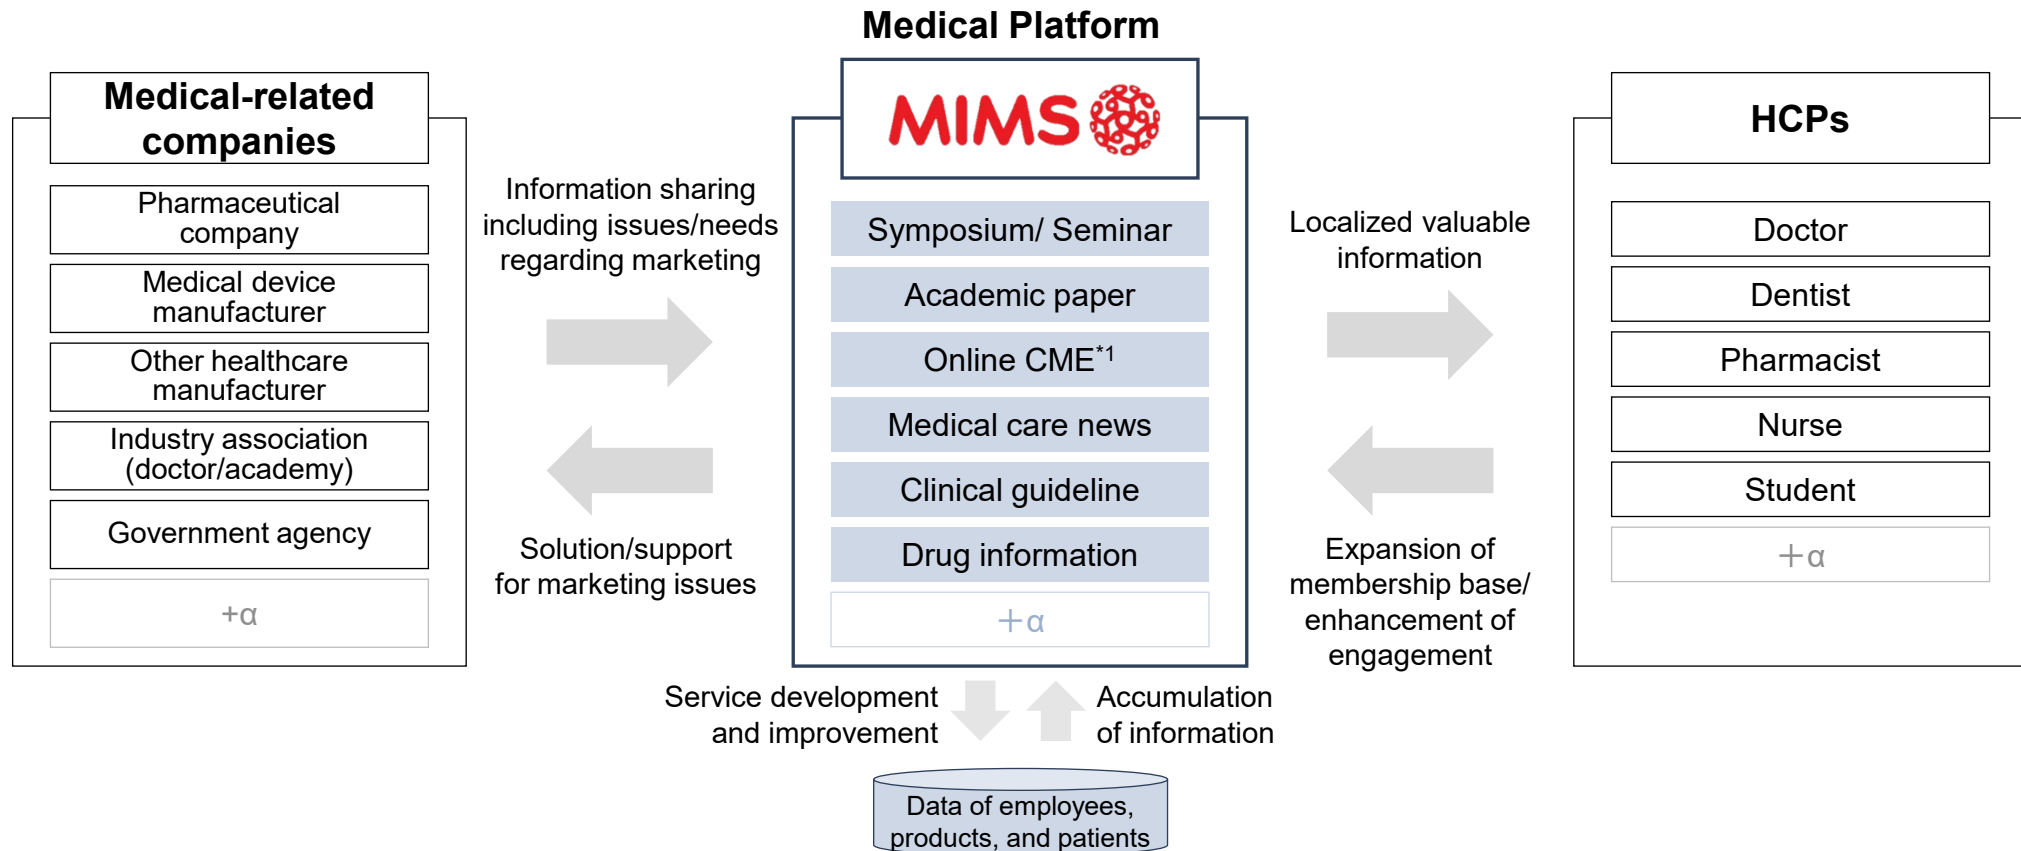 Medical Platform
Medical-related
companies
Pharmaceutical
company
Medical device
manufacturer
Other healthcare
manufacturer
Industry association
(doctor/academy)
Government agency
+α
Information sharing
including issues/needs
regarding marketing
Solution/support
for marketing issues
MIMS
Symposium/ Seminar
Academic paper
Online CME*1
Medical care news
Clinical guideline
Drug information
+α
Localized valuable
information
Expansion of
membership base/
enhancement of
engagement
HCPs
Doctor
Dentist
Pharmacist
Nurse
Student
+α
Service development
and improvement
Accumulation
of information
Data of employees,
products, and patients